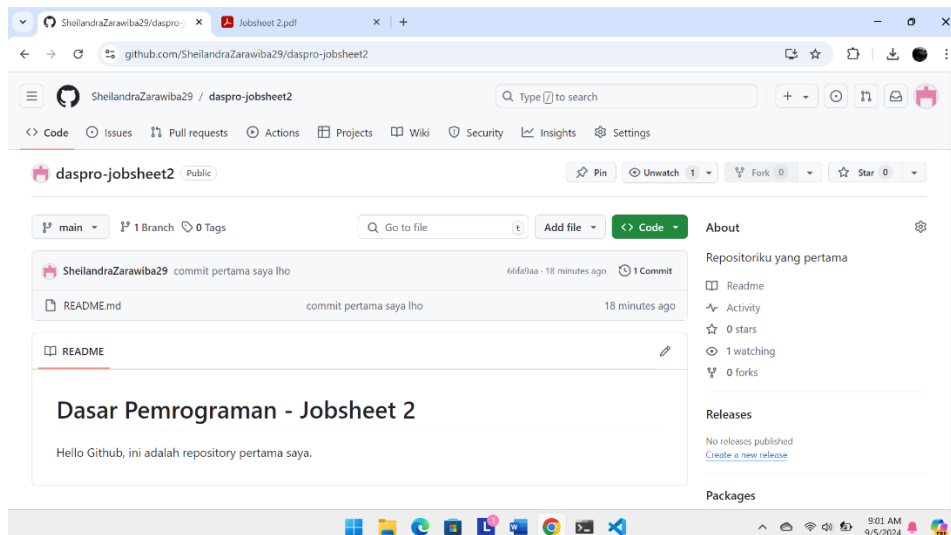 SheilandraZarawiba29/daspro-j
Jobsheet 2.pdf
github.com/SheilandraZarawiba29/daspro-jobsheet2
SheilandraZarawiba29 / daspro-jobsheet2
Type / to search
Code Issues Pull requests Actions Projects Wiki Security Insights Settings
daspro-jobsheet2 Public
Pin Unwatch 1 Fork 0 Star 0
main 1 Branch 0 Tags Go to file t Add file Code
About
Repositoriku yang pertama
SheilandraZarawiba29 commit pertama saya lho 66fa9aa · 18 minutes ago 1 Commit
README.md commit pertama saya lho 18 minutes ago
Readme
Activity
0 stars
1 watching
0 forks
README
Dasar Pemrograman - Jobsheet 2
Hello Github, ini adalah repository pertama saya.
Releases
No releases published
Create a new release
Packages
9:01 AM
9/5/2024